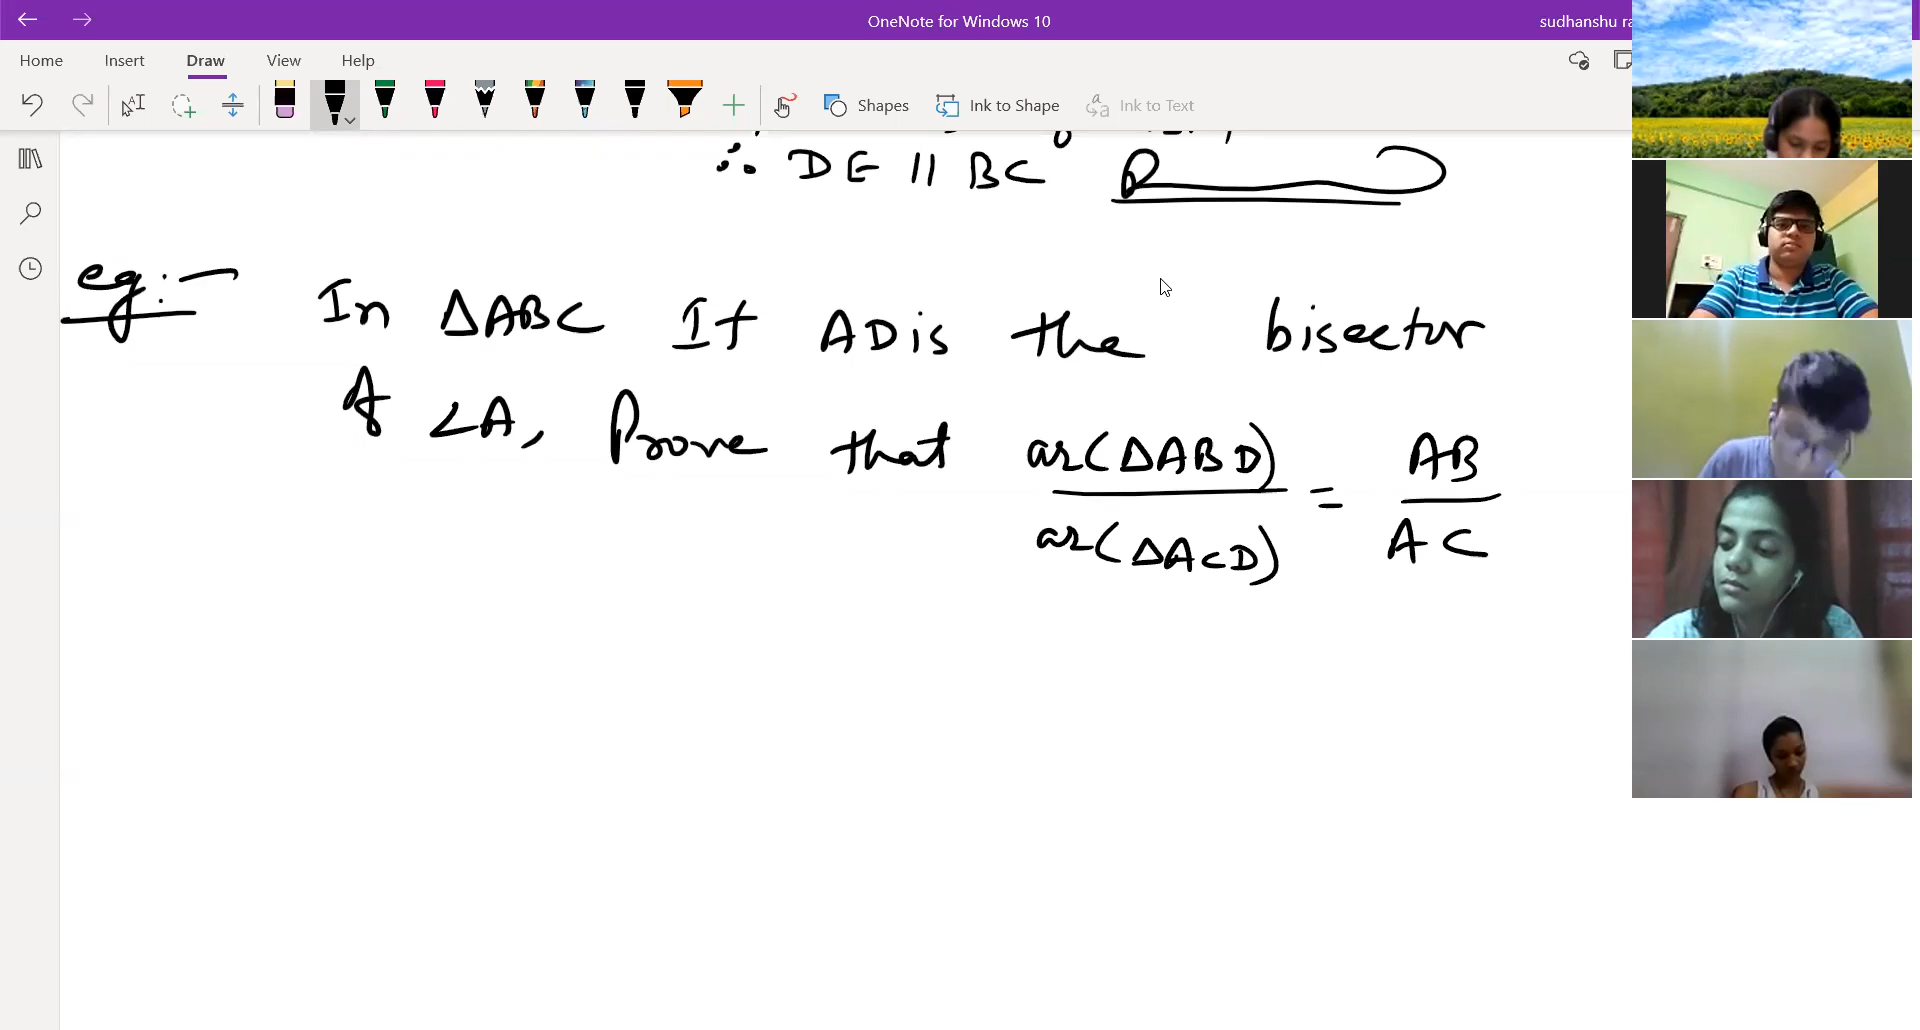 OneNote for Windows 10
sudhanshu ra
Home Insert Draw View Help
Shapes Ink to Shape Ink to Text
∴ DE || BC
eg:- In ΔABC If AD is the bisector
of ∠A, Prove that ar(ΔABD) = AB
ar(ΔACD) AC